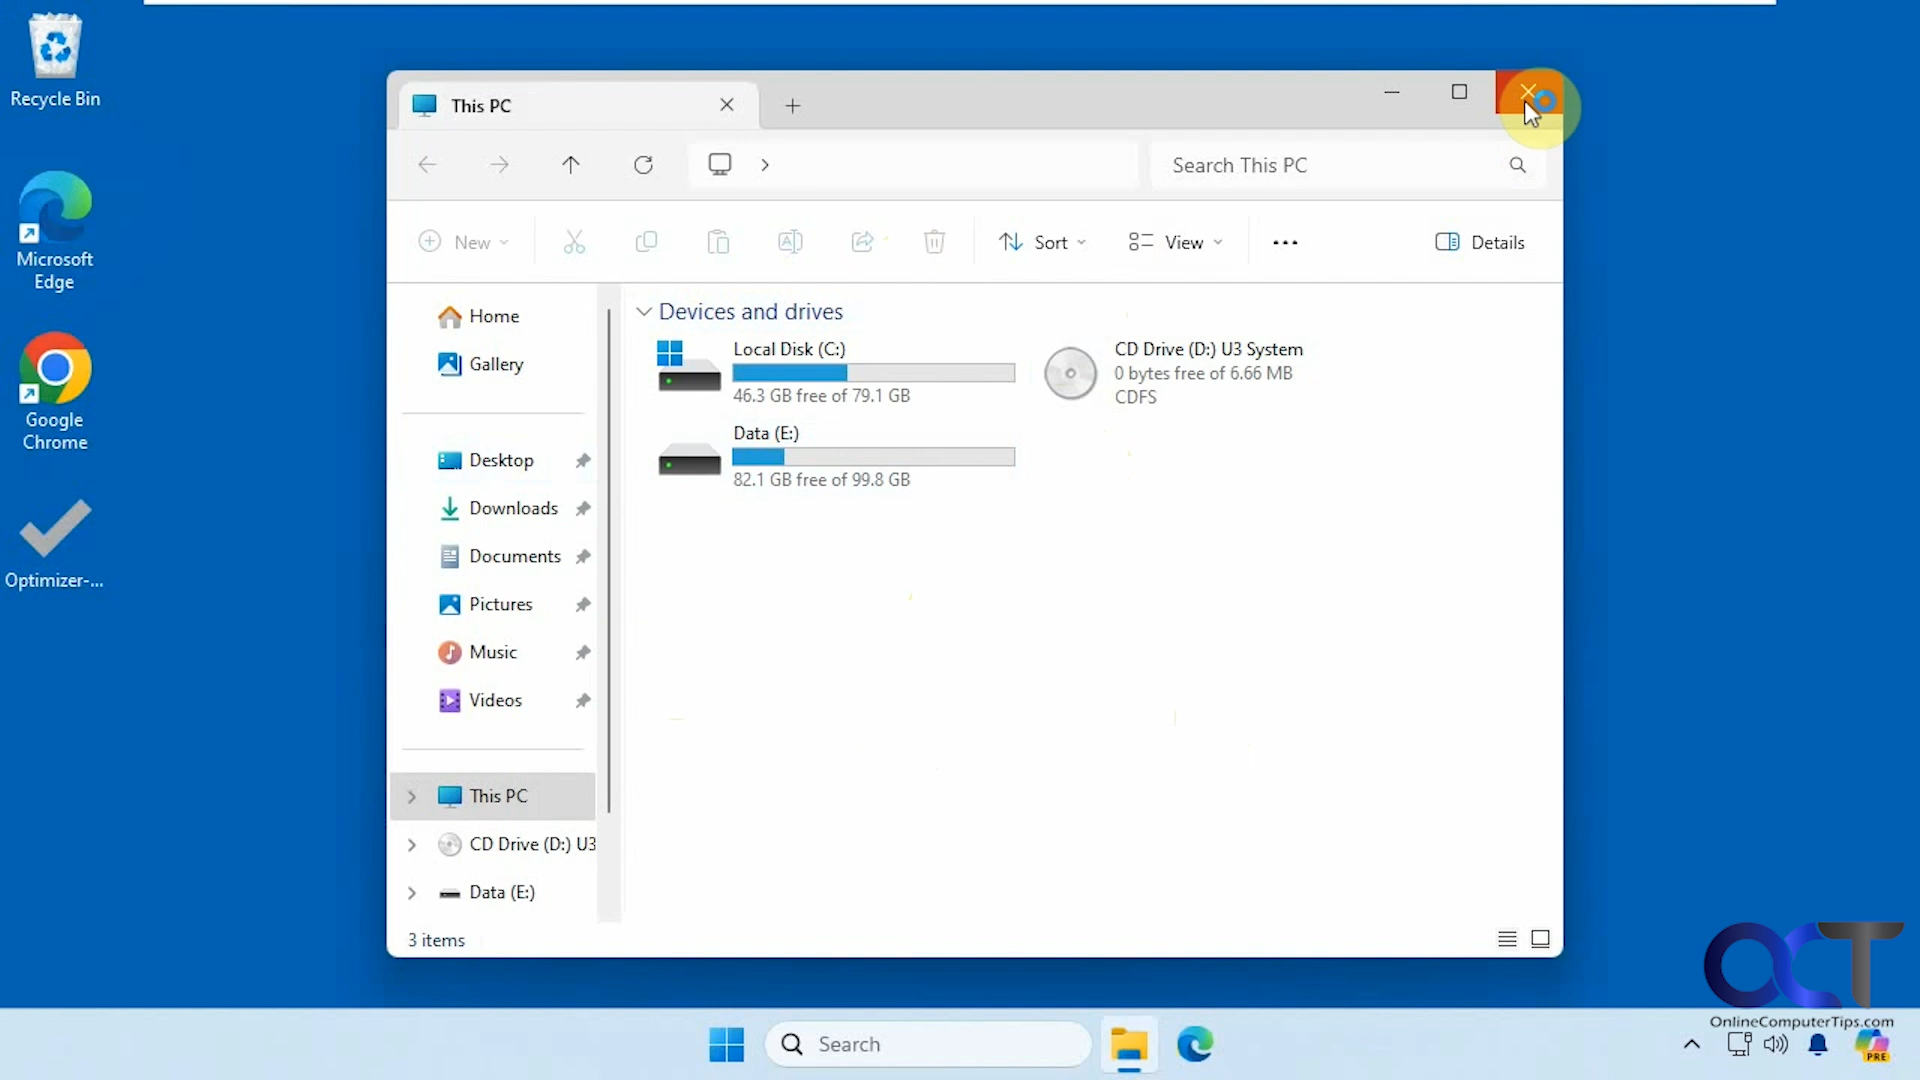 Recycle Bin
Microsoft
Edge
Google
Chrome
Optimizer-...
This PC
Search This PC
New
Sort
View
Details
Home
Gallery
Desktop
Downloads
Documents
Pictures
Music
Videos
This PC
CD Drive (D:) U3
Data (E:)
Devices and drives
Local Disk (C:)
46.3 GB free of 79.1 GB
CD Drive (D:) U3 System
0 bytes free of 6.66 MB
CDFS
Data (E:)
82.1 GB free of 99.8 GB
3 items
OCT
OnlineComputerTips.com
Search
PRE